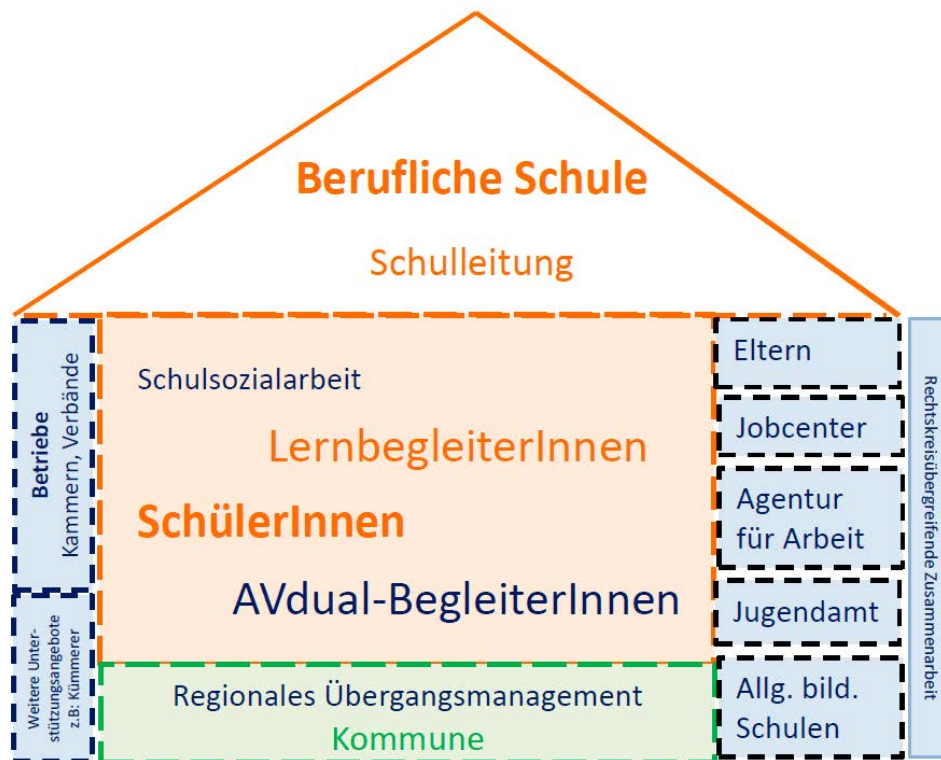 Berufliche Schule
Schulleitung
Betriebe
Kammern, Verbände
Weitere Unter-
stützungsangebote
z.B: Kümmerer
Schulsozialarbeit
LernbegleiterInnen
SchülerInnen
AVdual-BegleiterInnen
Regionales Übergangsmanagement
Kommune
Eltern
Jobcenter
Agentur
für Arbeit
Jugendamt
Allg. bild.
Schulen
Rechtskreisübergreifende Zusammenarbeit